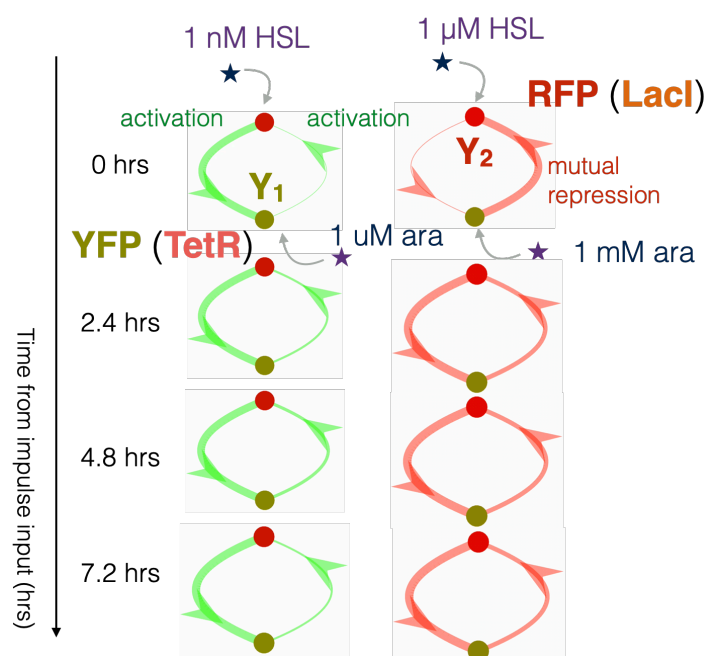 1 nM HSL
1 µM HSL
RFP (LacI)
activation
activation
0 hrs
Y₁
Y₂
mutual
repression
YFP (TetR)
1 uM ara
1 mM ara
2.4 hrs
4.8 hrs
7.2 hrs
Time from impulse input (hrs)